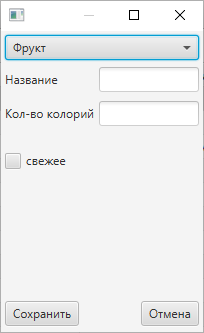 Фрукт
Название
Кол-во колорий
свежее
Сохранить
Отмена